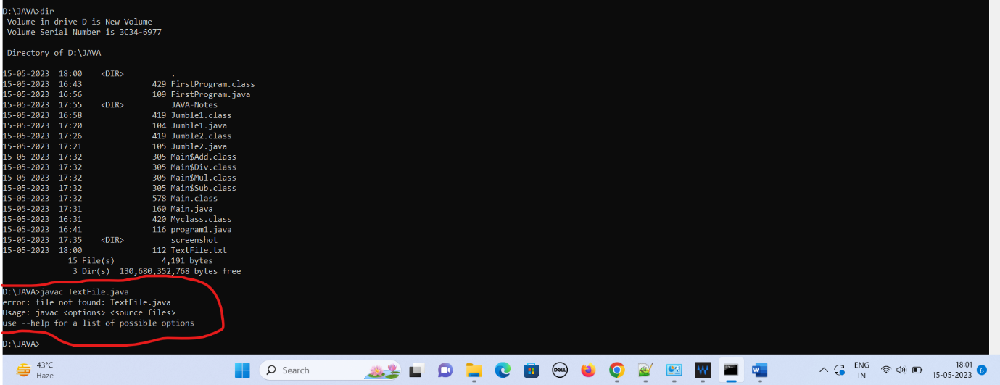 D:\JAVA>dir
Volume in drive D is New Volume
Volume Serial Number is 3C34-6977
Directory of D:\JAVA
15-05-2023  18:00    <DIR>          .
15-05-2023  16:43               429 FirstProgram.class
15-05-2023  16:56               109 FirstProgram.java
15-05-2023  17:55    <DIR>          JAVA-Notes
15-05-2023  16:58               419 Jumble1.class
15-05-2023  17:20               104 Jumble1.java
15-05-2023  17:26               419 Jumble2.class
15-05-2023  17:21               105 Jumble2.java
15-05-2023  17:32               305 Main$Add.class
15-05-2023  17:32               305 Main$Div.class
15-05-2023  17:32               305 Main$Mul.class
15-05-2023  17:32               305 Main$Sub.class
15-05-2023  17:32               578 Main.class
15-05-2023  17:31               160 Main.java
15-05-2023  16:31               420 Myclass.class
15-05-2023  16:41               116 program1.java
15-05-2023  17:35    <DIR>          screenshot
15-05-2023  18:00               112 TextFile.txt
15 File(s)          4,191 bytes
3 Dir(s)  130,680,352,768 bytes free
D:\JAVA>javac TextFile.java
error: file not found: TextFile.java
Usage: javac <options> <source files>
use --help for a list of possible options
D:\JAVA>
43°C
Haze
Search
DELL
W
W
ENG
IN
18:01
15-05-2023
6